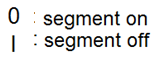 0 : segment on
I : segment off